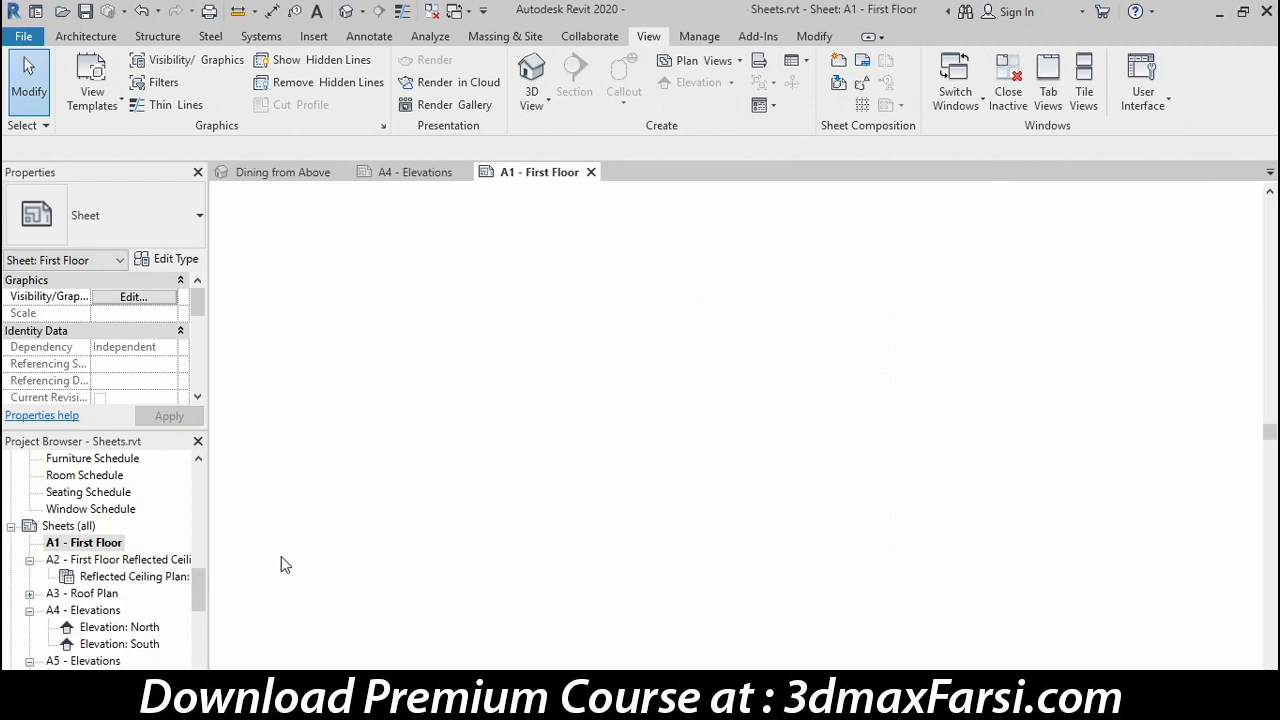 Autodesk Revit 2020 - Sheets.rvt - Sheet: A1 - First Floor Sign In
File Architecture Structure Steel Systems Insert Annotate Analyze Massing & Site Collaborate View Manage Add-Ins Modify
Modify
View Templates
Visibility/ Graphics
Filters
Thin Lines
Show Hidden Lines
Remove Hidden Lines
Cut Profile
Render
Render in Cloud
Render Gallery
3D View
Section
Callout
Plan Views
Elevation
Switch Windows
Close Inactive
Tab Views
Tile Views
User Interface
Select Graphics Presentation Create Sheet Composition Windows
Properties
Dining from Above A4 - Elevations A1 - First Floor
Sheet
Sheet: First Floor Edit Type
Graphics
Visibility/Grap... Edit...
Scale
Identity Data
Dependency Independent
Referencing S...
Referencing D...
Current Revisi...
Properties help Apply
Project Browser - Sheets.rvt
Furniture Schedule
Room Schedule
Seating Schedule
Window Schedule
Sheets (all)
A1 - First Floor
A2 - First Floor Reflected Ceili
Reflected Ceiling Plan:
A3 - Roof Plan
A4 - Elevations
Elevation: North
Elevation: South
A5 - Elevations
Download Premium Course at : 3dmaxFarsi.com